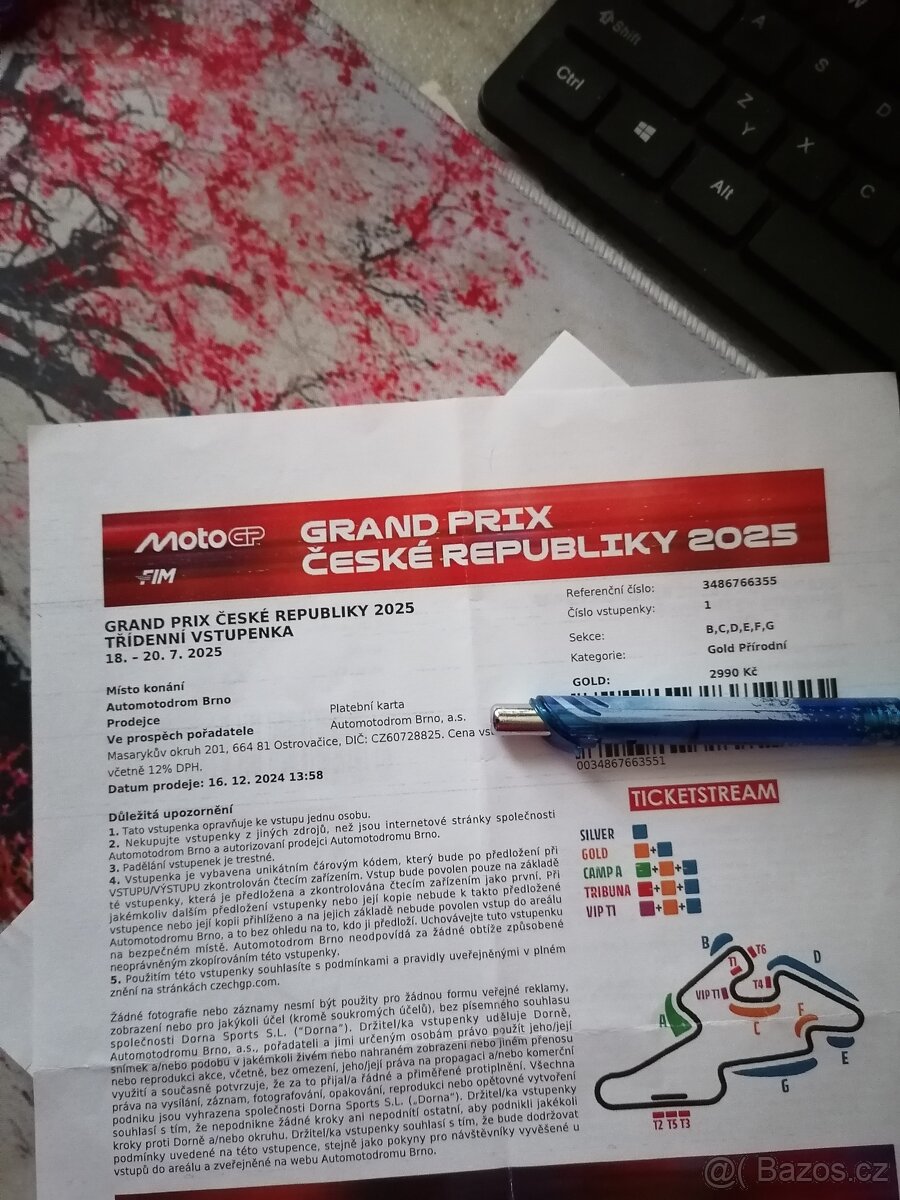 W
A
S
D
Shift
Ctrl
Z
Y
X
C
Alt
MotoGP
FIM
GRAND PRIX
ČESKÉ REPUBLIKY 2025
GRAND PRIX ČESKÉ REPUBLIKY 2025
TŘÍDENNÍ VSTUPENKA
18. – 20. 7. 2025
Referenční číslo: 3486766355
Číslo vstupenky: 1
Sekce: B,C,D,E,F,G
Kategorie: Gold Přírodní
GOLD: 2990 Kč
Místo konání
Automotodrom Brno
Prodejce Platební karta
Ve prospěch pořadatele Automotodrom Brno, a.s.
Masarykův okruh 201, 664 81 Ostrovačice, DIČ: CZ60728825. Cena
včetně 12% DPH.
Datum prodeje: 16. 12. 2024 13:58
0034867663551
Důležitá upozornění
1. Tato vstupenka opravňuje ke vstupu jednu osobu.
2. Nekupujte vstupenky z jiných zdrojů, než jsou internetové stránky společnosti
Automotodrom Brno a autorizovaní prodejci Automotodromu Brno.
3. Padělání vstupenek je trestné.
4. Vstupenka je vybavena unikátním čárovým kódem, který bude po předložení při
VSTUPU/VÝSTUPU zkontrolován čtecím zařízením. Vstup bude povolen pouze na základě
té vstupenky, která je předložena a zkontrolována čtecím zařízením jako první. Při
jakémkoliv dalším předložení vstupenky nebo její kopie nebude k takto předložené
vstupence nebo její kopii přihlíženo a na jejich základě nebude povolen vstup do areálu
Automotodromu Brno, a to bez ohledu na to, kdo ji předloží. Uchovávejte tuto vstupenku
na bezpečném místě. Automotodrom Brno neodpovídá za žádné obtíže způsobené
neoprávněným zkopírováním této vstupenky.
5. Použitím této vstupenky souhlasíte s podmínkami a pravidly uveřejněnými v plném
znění na stránkách czechgp.com.
Žádné fotografie nebo záznamy nesmí být použity pro žádnou formu veřejné reklamy,
zobrazení nebo pro jakýkoli účel (kromě soukromých účelů), bez písemného souhlasu
společnosti Dorna Sports S.L. ("Dorna"). Držitel/ka vstupenky uděluje Dorně,
Automotodromu Brno, a.s., pořadateli a jimi určeným osobám právo použít jeho/její
snímek a/nebo podobu v jakémkoli živém nebo nahraném zobrazení nebo jiném přenosu
nebo reprodukci akce, včetně, bez omezení, jeho/její práva na propagaci a/nebo komerční
využití a současně potvrzuje, že za to přijal/a řádné a přiměřené protiplnění. Všechna
práva na vysílání, záznam, fotografování, opakování, reprodukci nebo opětovné vytvoření
podniku jsou vyhrazena společnosti Dorna Sports S.L. („Dorna"). Držitel/ka vstupenky
souhlasí s tím, že nepodnikne žádné kroky ani nepodnítí ostatní, aby podnikli jakékoli
kroky proti Dorně a/nebo okruhu. Držitel/ka vstupenky souhlasí s tím, že bude dodržovat
podmínky uvedené na této vstupence, stejně jako pokyny pro návštěvníky vyvěšené u
vstupů do areálu a zveřejněné na webu Automotodromu Brno.
TICKETSTREAM
SILVER
GOLD +
CAMP A + +
TRIBUNA + +
VIP T1 + +
B
T1
T6
D
T4
VIP T1
A
C
F
E
G
T2 T5 T3
@( Bazos.cz